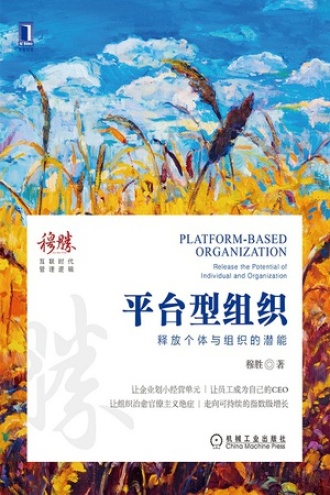 穆勝
互联时代
管理逻辑
PLATFORM-BASED
ORGANIZATION
Release the Potential of
Individual and Organization
平台型组织
释放个体与组织的潜能
穆胜◎著
勝
让企业划小经营单元 | 让员工成为自己的CEO
让组织治愈官僚主义绝症 | 走向可持续的指数级增长
机械工业出版社
China Machine Press